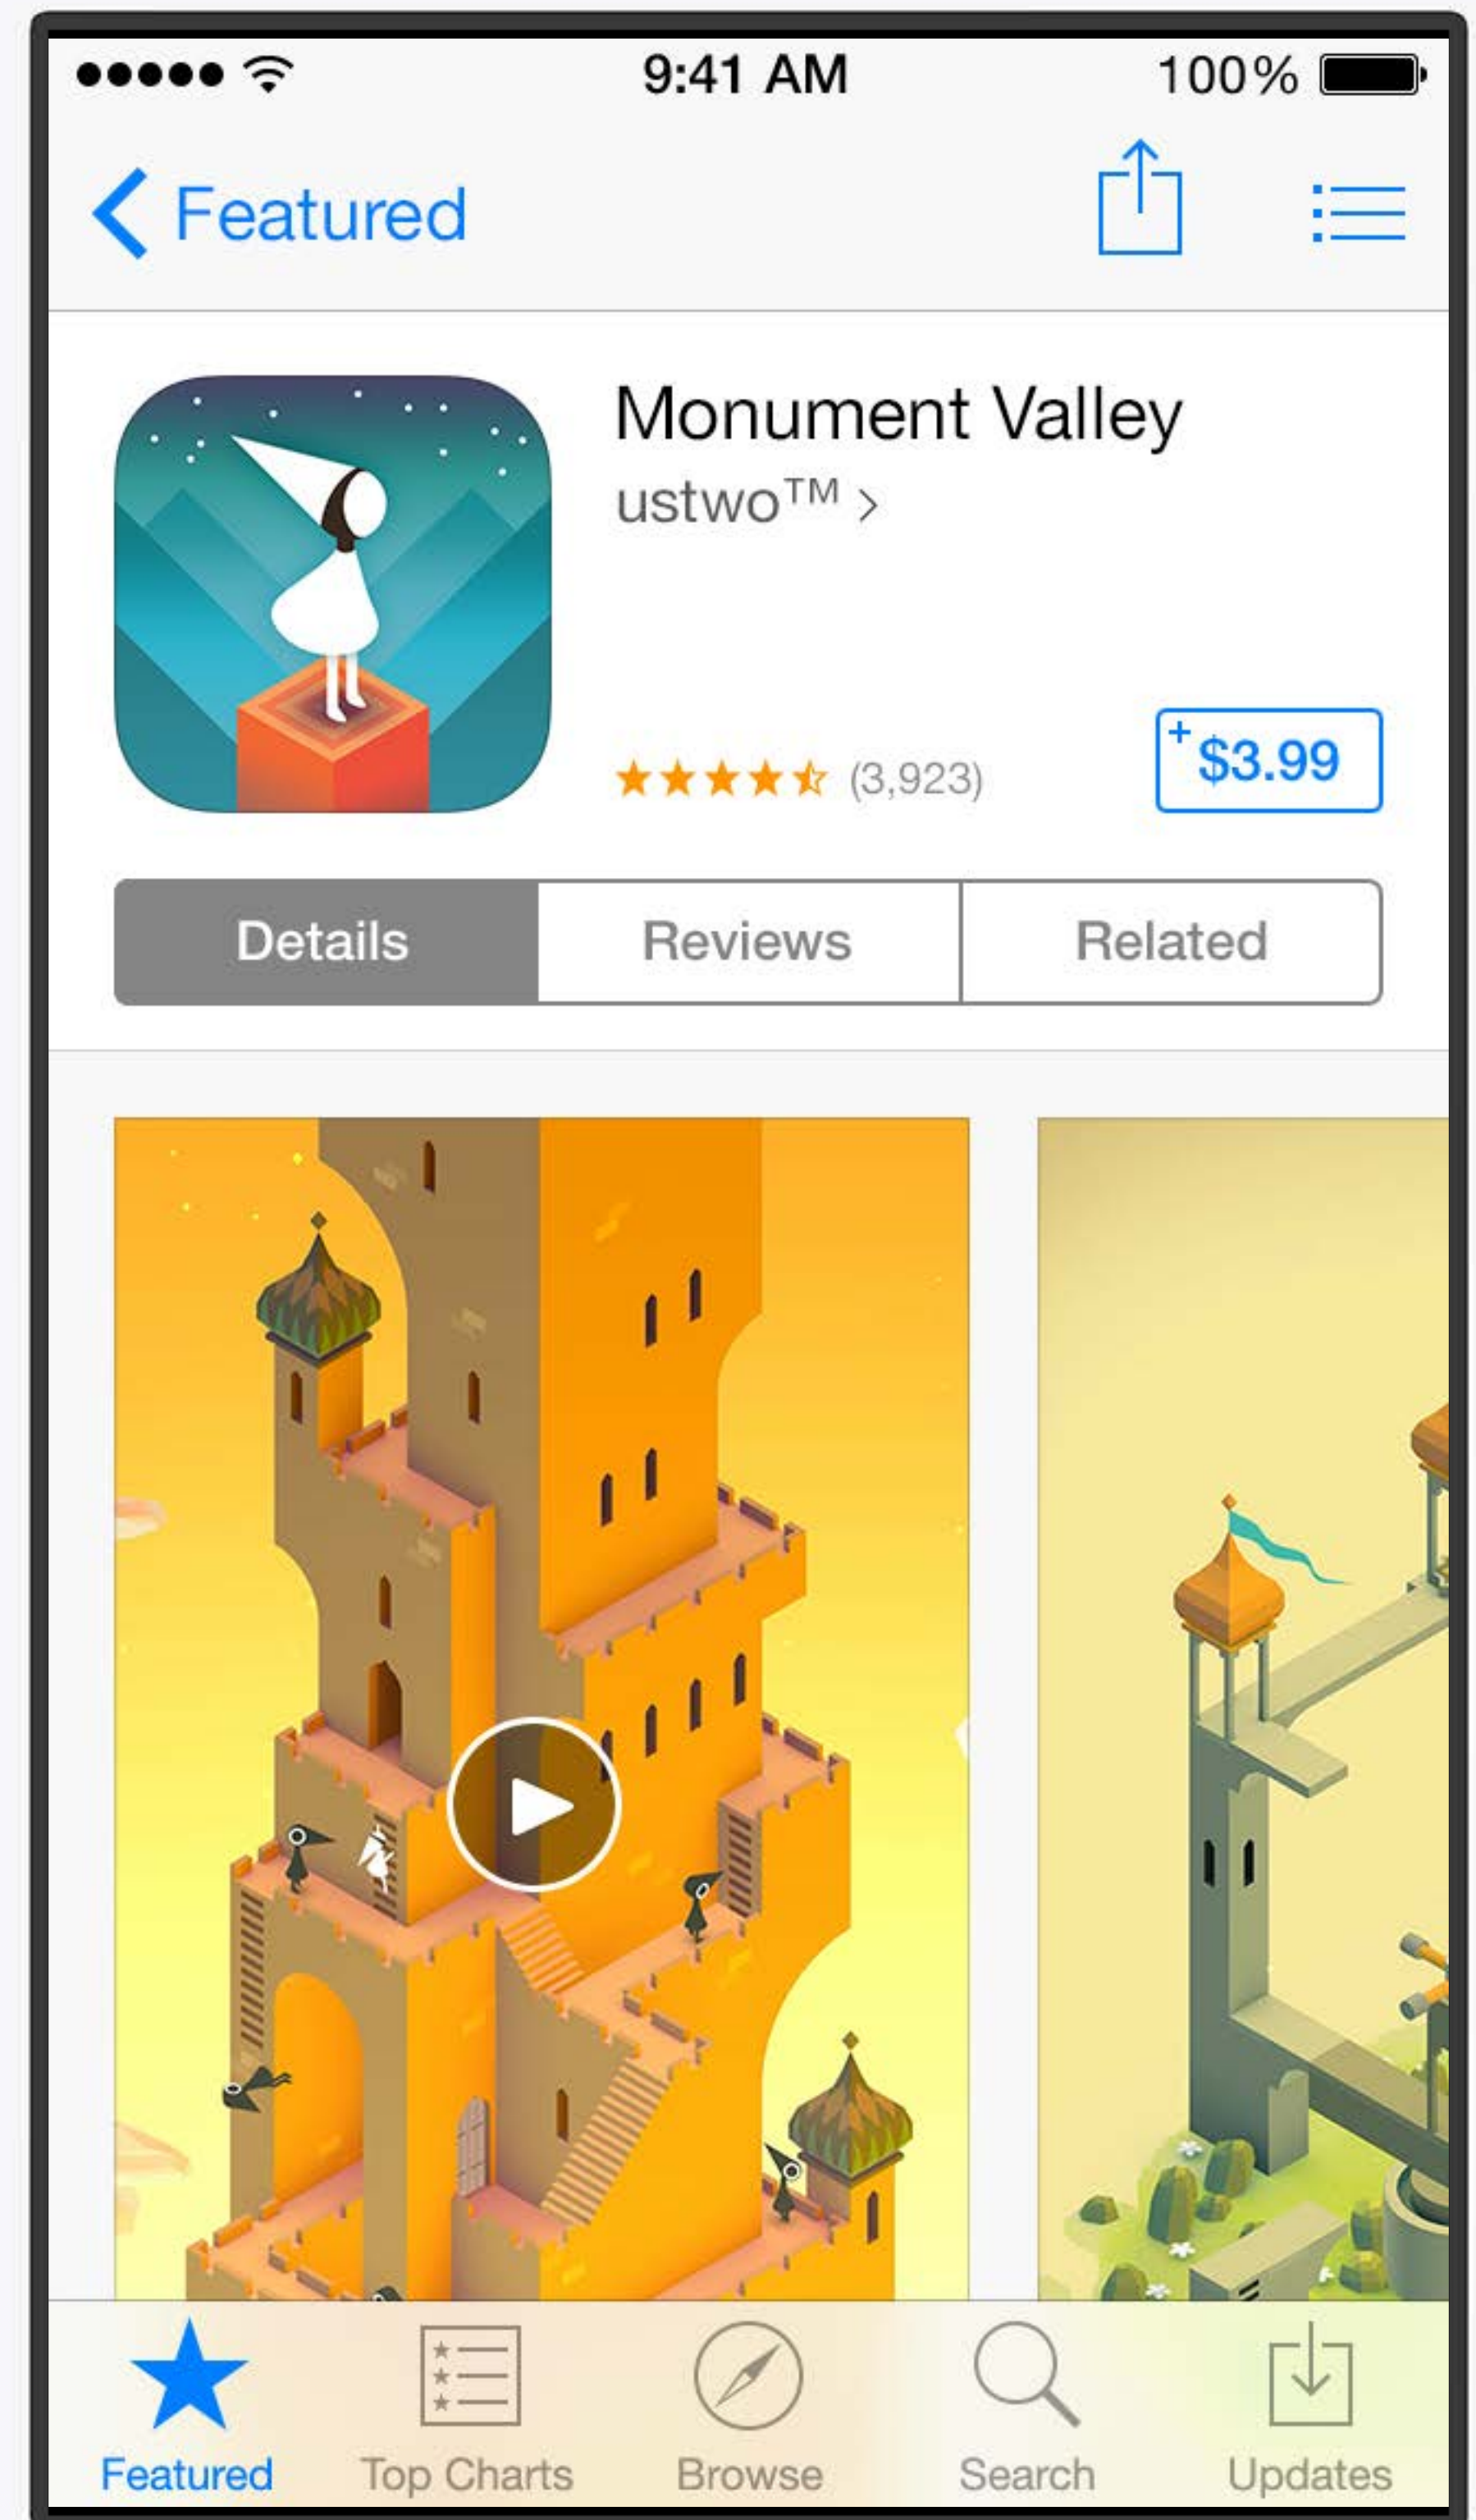 9:41 AM 100%
Featured
Monument Valley
ustwo™ >
(3,923)
+ $3.99
Details Reviews Related
Featured Top Charts Browse Search Updates